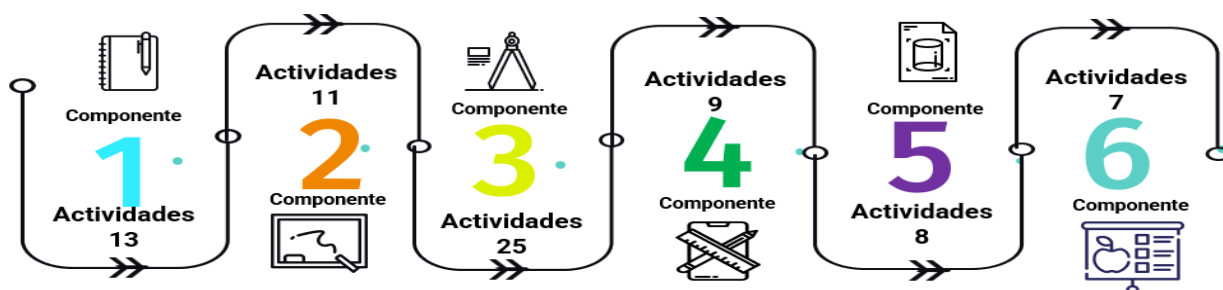 Componente
1
Actividades
13
Actividades
11
2
Componente
Componente
3
Actividades
25
Actividades
9
4
Componente
Componente
5
Actividades
8
Actividades
7
6
Componente